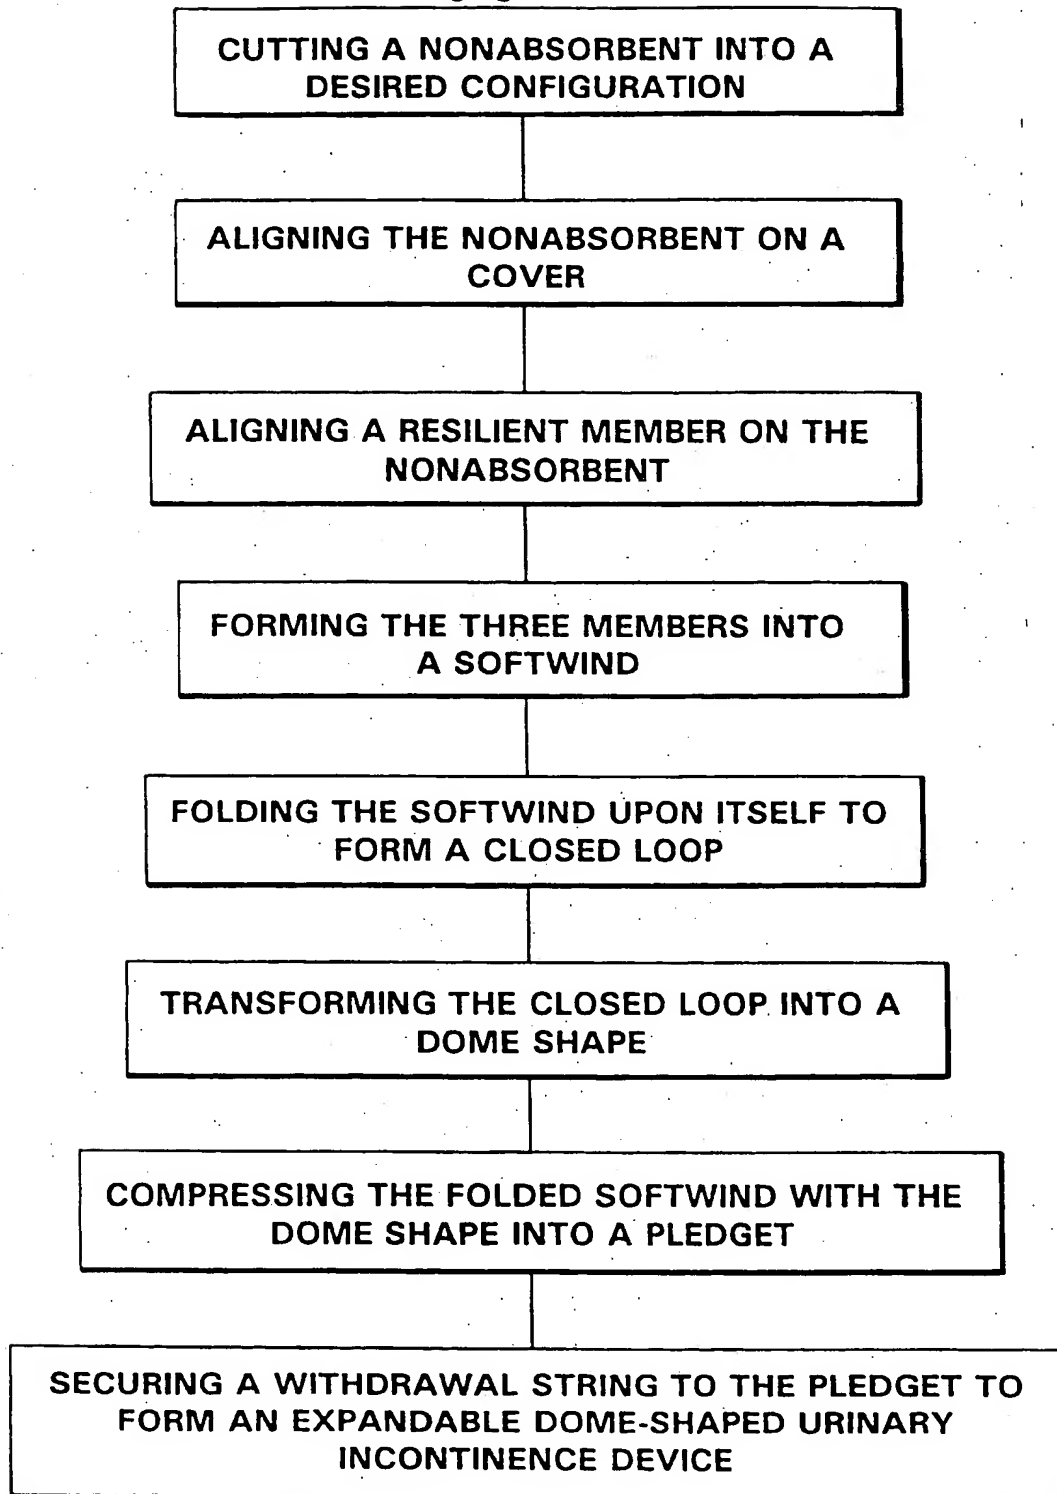 CUTTING A NONABSORBENT INTO A
DESIRED CONFIGURATION
ALIGNING THE NONABSORBENT ON A
COVER
ALIGNING A RESILIENT MEMBER ON THE
NONABSORBENT
FORMING THE THREE MEMBERS INTO
A SOFTWIND
FOLDING THE SOFTWIND UPON ITSELF TO
FORM A CLOSED LOOP
TRANSFORMING THE CLOSED LOOP INTO A
DOME SHAPE
COMPRESSING THE FOLDED SOFTWIND WITH THE
DOME SHAPE INTO A PLEDGET
SECURING A WITHDRAWAL STRING TO THE PLEDGET TO
FORM AN EXPANDABLE DOME-SHAPED URINARY
INCONTINENCE DEVICE